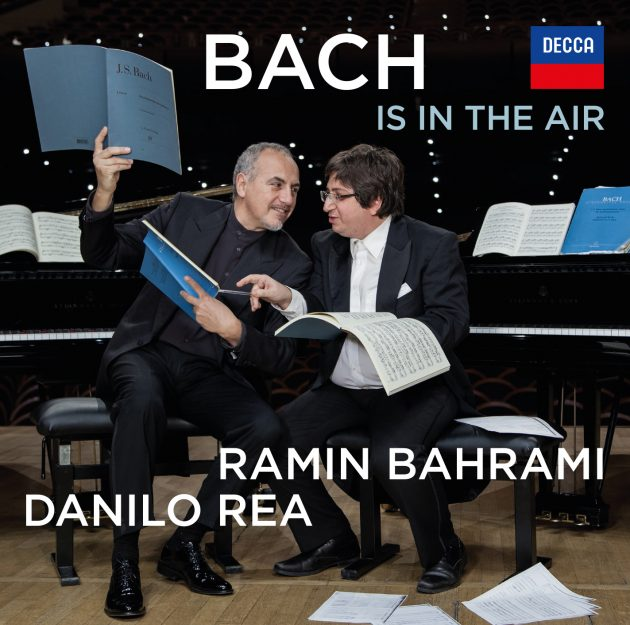 BACH
IS IN THE AIR
DECCA
J. S. Bach
BACH
RAMIN BAHRAMI
DANILO REA